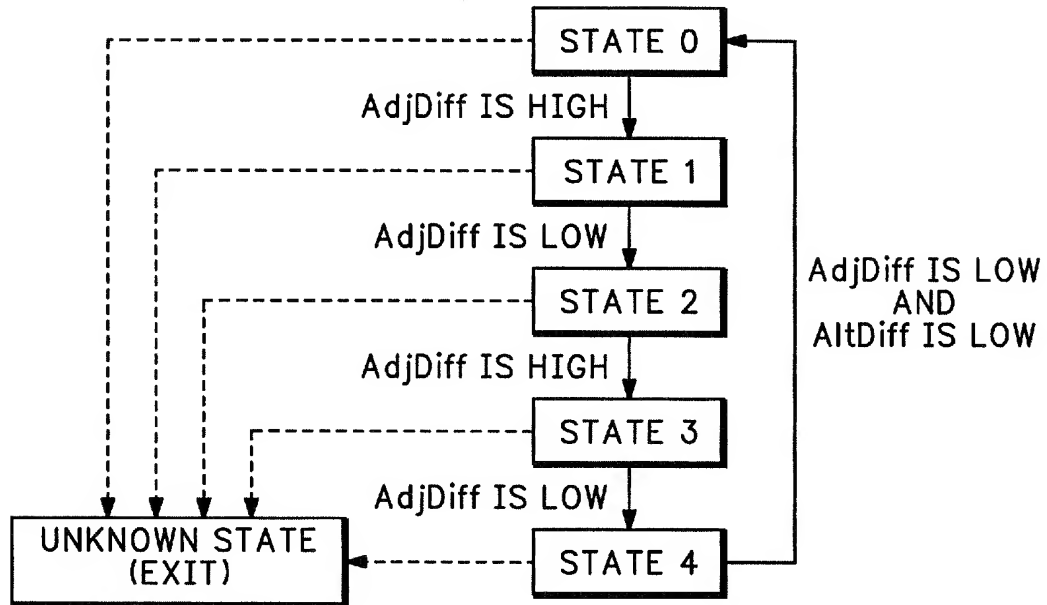 STATE 0
AdjDiff IS HIGH
STATE 1
AdjDiff IS LOW
STATE 2
AdjDiff IS HIGH
STATE 3
AdjDiff IS LOW
STATE 4
AdjDiff IS LOW
AND
AltDiff IS LOW
UNKNOWN STATE
(EXIT)